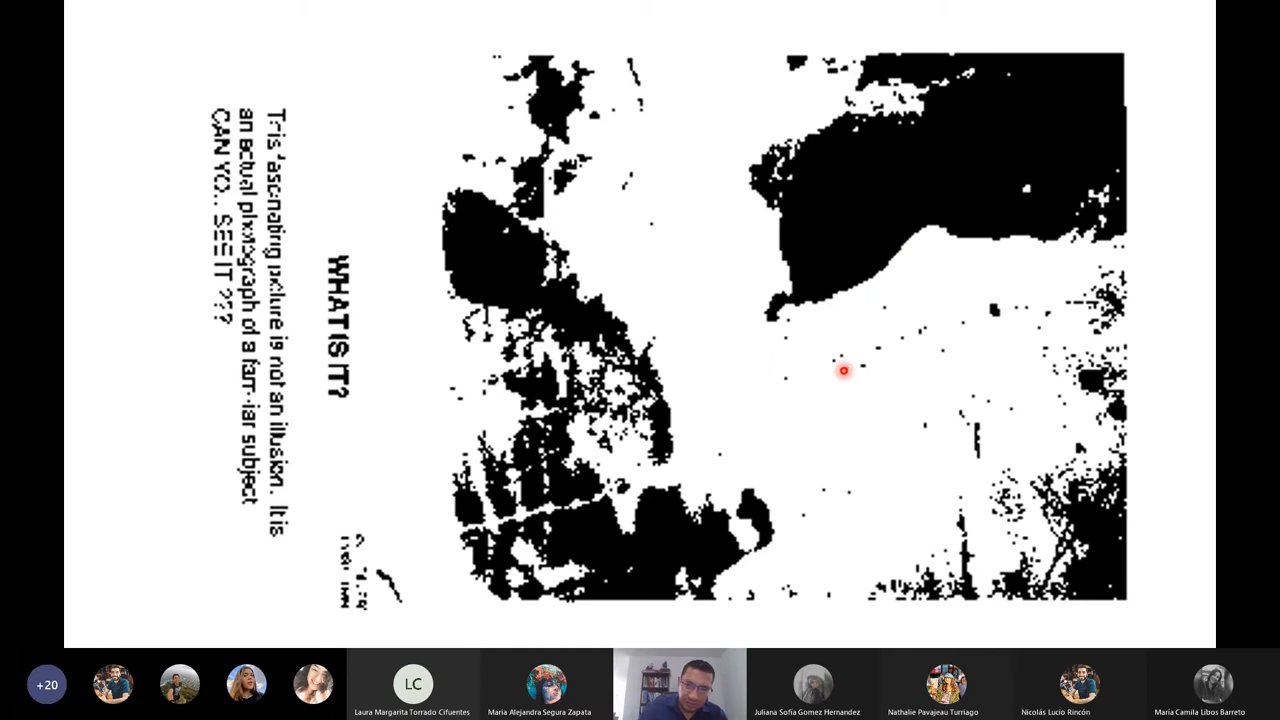 WHAT IS IT?
This fascinating picture is not an illusion. It is
an actual photograph of a familiar subject
CAN YOU SEE IT ???
+20
LC
Laura Margarita Torrado Cifuentes
Maria Alejandra Segura Zapata
Juliana Sofía Gomez Hernandez
Nathalie Pavajeau Turriago
Nicolás Lucio Rincón
María Camila Libos Barreto